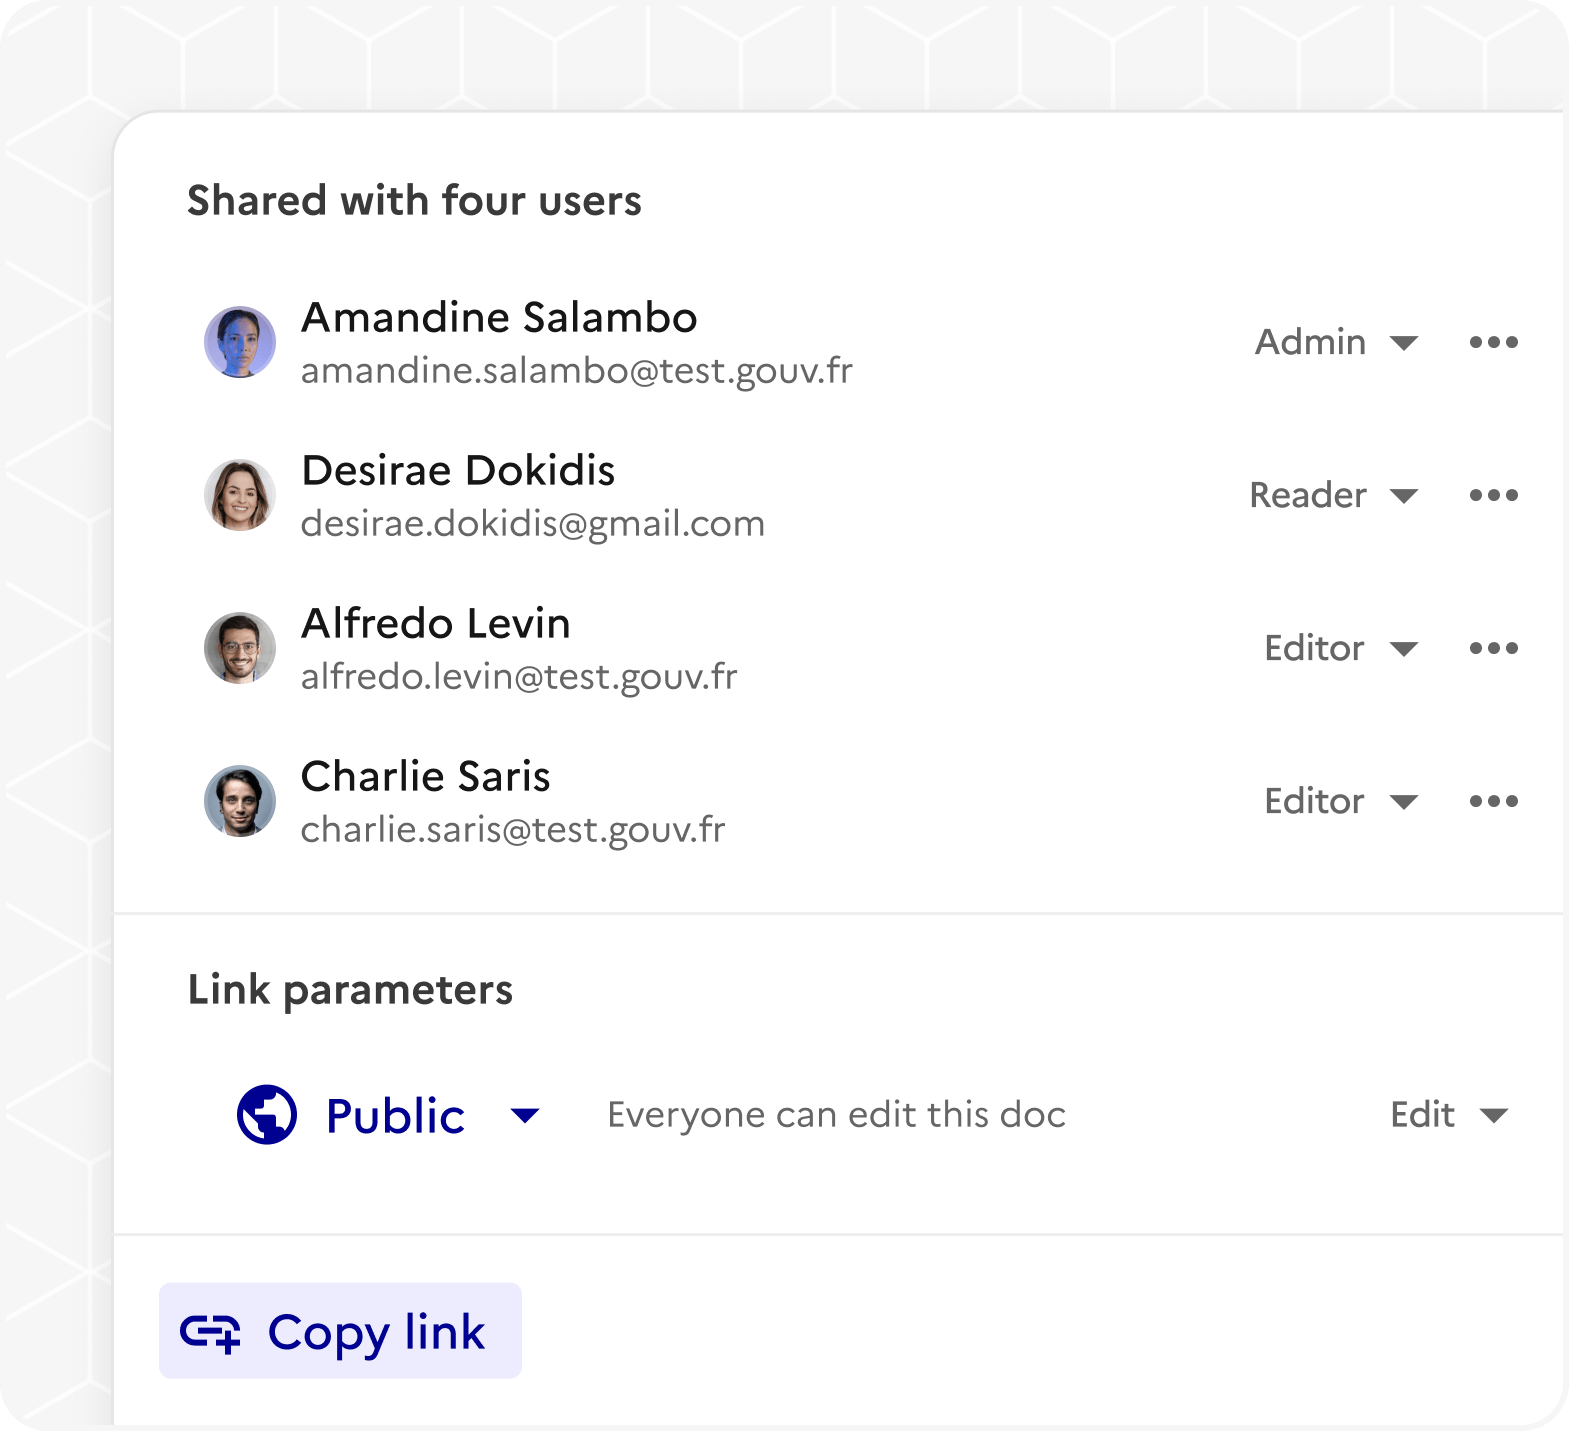 Shared with four users
Amandine Salambo
amandine.salambo@test.gouv.fr
Admin
Desirae Dokidis
desirae.dokidis@gmail.com
Reader
Alfredo Levin
alfredo.levin@test.gouv.fr
Editor
Charlie Saris
charlie.saris@test.gouv.fr
Editor
Link parameters
Public Everyone can edit this doc Edit
Copy link